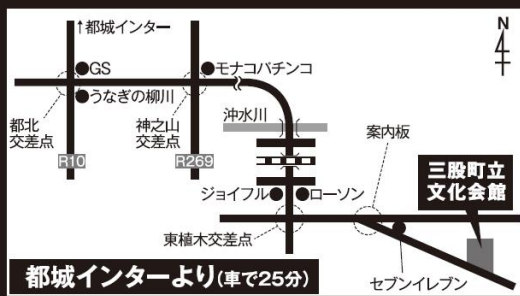 ↑都城インター
N
●GS
●モナコパチンコ
●うなぎの柳川
都北
交差点
神之山
交差点
沖水川
案内板
R10
R269
三股町立
文化会館
ジョイフル●
●ローソン
東植木交差点
セブンイレブン
都城インターより(車で25分)